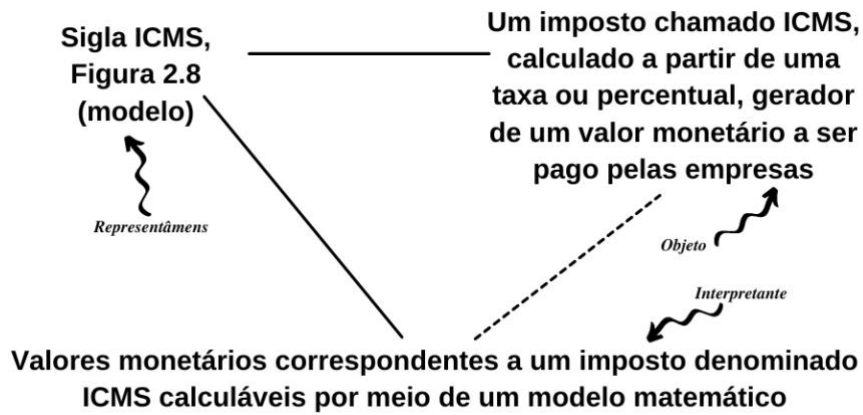 Sigla ICMS,
Figura 2.8
(modelo)
Um imposto chamado ICMS,
calculado a partir de uma
taxa ou percentual, gerador
de um valor monetário a ser
pago pelas empresas
Representâmens
Objeto
Interpretante
Valores monetários correspondentes a um imposto denominado
ICMS calculáveis por meio de um modelo matemático